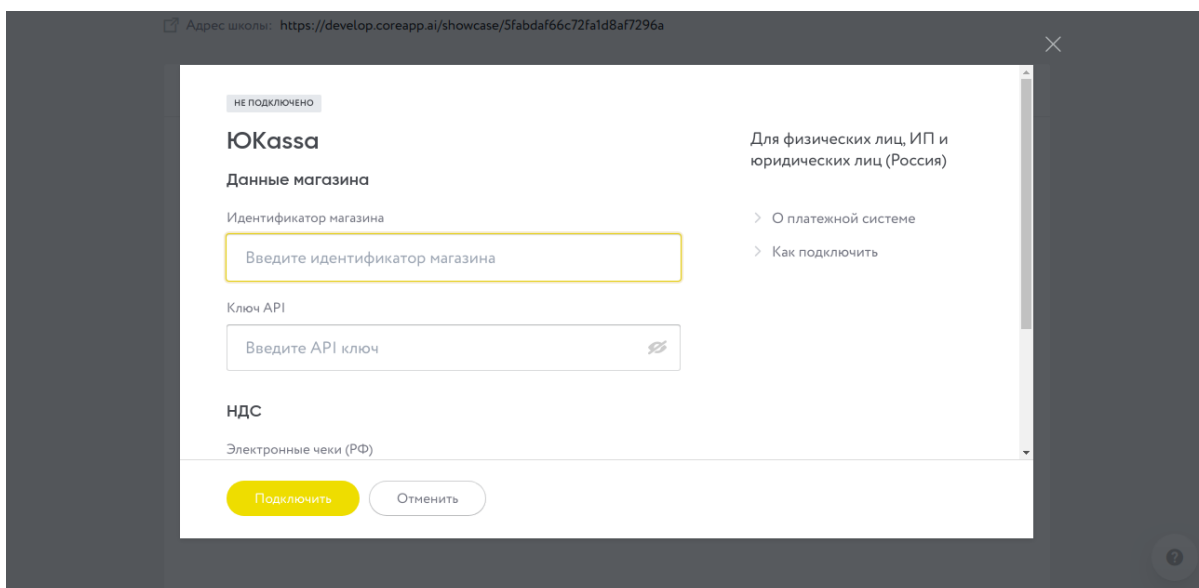 Адрес школы: https://develop.coreapp.ai/showcase/5fabdaf66c72fa1d8af7296a
НЕ ПОДКЛЮЧЕНО
ЮKassa
Данные магазина
Идентификатор магазина
Введите идентификатор магазина
Ключ API
Введите API ключ
НДС
Электронные чеки (РФ)
Подключить
Отменить
Для физических лиц, ИП и
юридических лиц (Россия)
О платежной системе
Как подключить
?